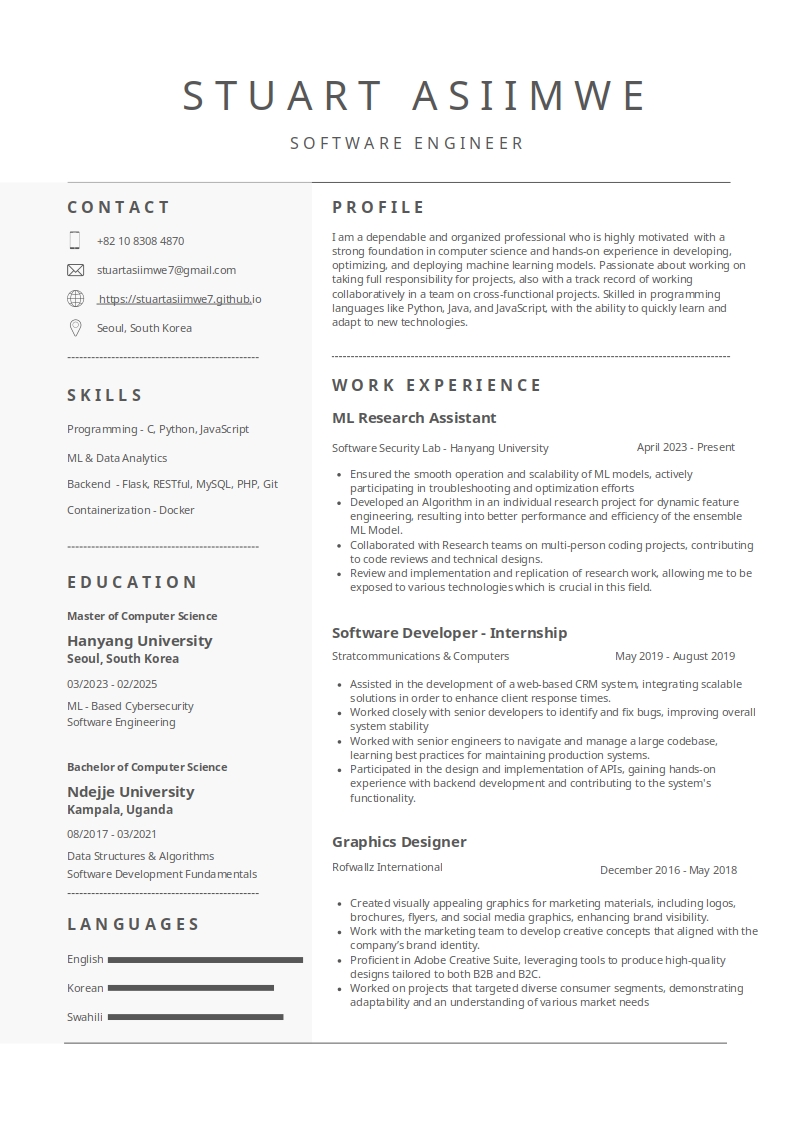 STUART ASIIMWE
SOFTWARE ENGINEER
CONTACT
+82 10 8308 4870
stuartasiimwe7@gmail.com
https://stuartasiimwe7.github.io
Seoul, South Korea
------------------------------------------------
SKILLS
Programming - C, Python, JavaScript
ML & Data Analytics
Backend - Flask, RESTful, MySQL, PHP, Git
Containerization - Docker
------------------------------------------------
EDUCATION
Master of Computer Science
Hanyang University
Seoul, South Korea
03/2023 - 02/2025
ML - Based Cybersecurity
Software Engineering
Bachelor of Computer Science
Ndejje University
Kampala, Uganda
08/2017 - 03/2021
Data Structures & Algorithms
Software Development Fundamentals
------------------------------------------------
LANGUAGES
English
Korean
Swahili
PROFILE
I am a dependable and organized professional who is highly motivated with a
strong foundation in computer science and hands-on experience in developing,
optimizing, and deploying machine learning models. Passionate about working on
taking full responsibility for projects, also with a track record of working
collaboratively in a team on cross-functional projects. Skilled in programming
languages like Python, Java, and JavaScript, with the ability to quickly learn and
adapt to new technologies.
WORK EXPERIENCE
ML Research Assistant
Software Security Lab - Hanyang University April 2023 - Present
• Ensured the smooth operation and scalability of ML models, actively
participating in troubleshooting and optimization efforts
• Developed an Algorithm in an individual research project for dynamic feature
engineering, resulting into better performance and efficiency of the ensemble
ML Model.
• Collaborated with Research teams on multi-person coding projects, contributing
to code reviews and technical designs.
• Review and implementation and replication of research work, allowing me to be
exposed to various technologies which is crucial in this field.
Software Developer - Internship
Stratcommunications & Computers May 2019 - August 2019
• Assisted in the development of a web-based CRM system, integrating scalable
solutions in order to enhance client response times.
• Worked closely with senior developers to identify and fix bugs, improving overall
system stability
• Worked with senior engineers to navigate and manage a large codebase,
learning best practices for maintaining production systems.
• Participated in the design and implementation of APIs, gaining hands-on
experience with backend development and contributing to the system's
functionality.
Graphics Designer
Rofwallz International December 2016 - May 2018
• Created visually appealing graphics for marketing materials, including logos,
brochures, flyers, and social media graphics, enhancing brand visibility.
• Work with the marketing team to develop creative concepts that aligned with the
company's brand identity.
• Proficient in Adobe Creative Suite, leveraging tools to produce high-quality
designs tailored to both B2B and B2C.
• Worked on projects that targeted diverse consumer segments, demonstrating
adaptability and an understanding of various market needs